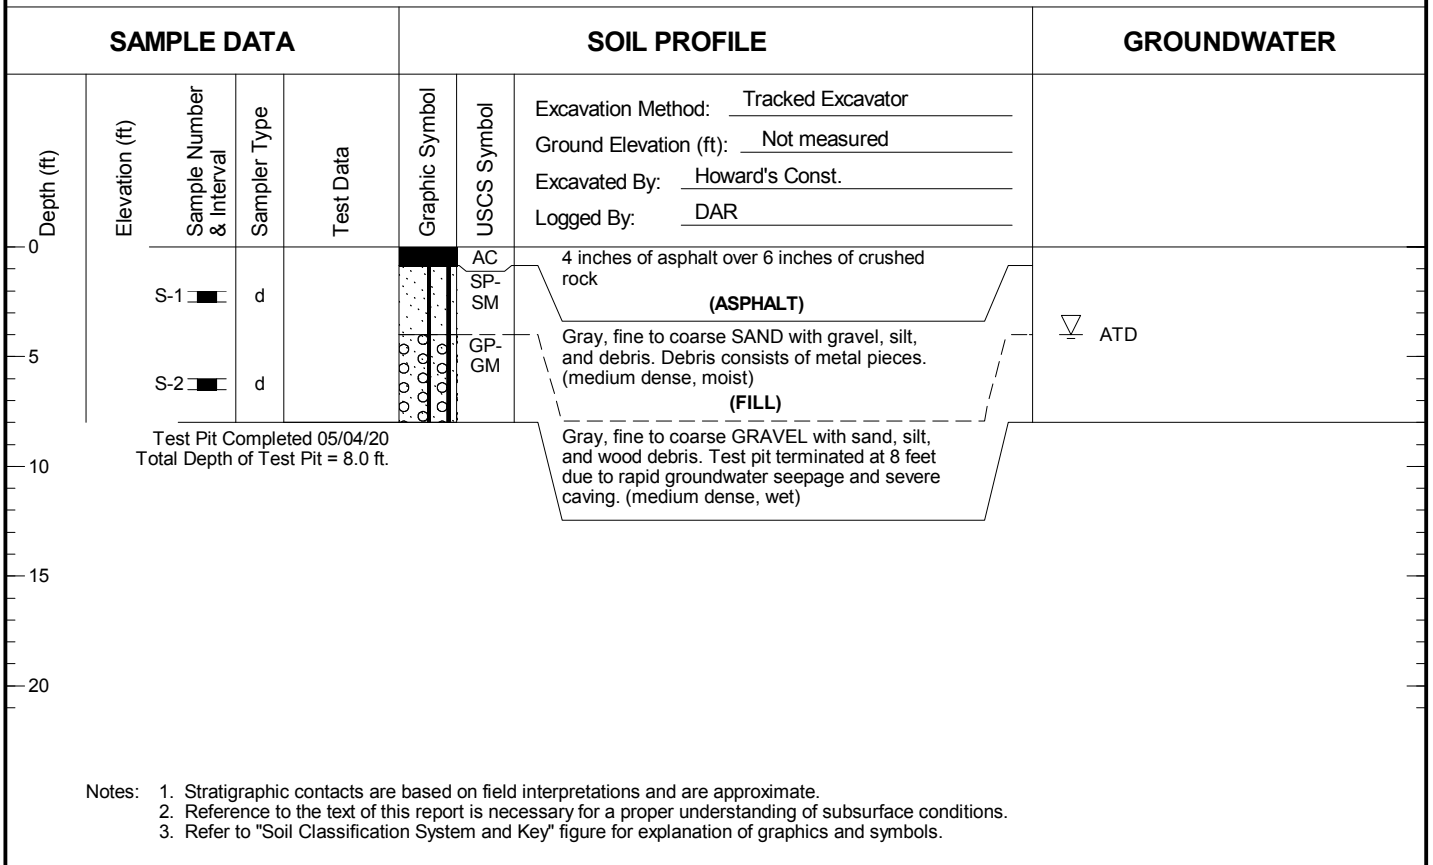 SAMPLE DATA
SOIL PROFILE
GROUNDWATER
Depth (ft)
Elevation (ft)
Sample Number
& Interval
Sampler Type
Test Data
Graphic Symbol
USCS Symbol
Excavation Method: Tracked Excavator
Ground Elevation (ft): Not measured
Excavated By: Howard's Const.
Logged By: DAR
0
AC
4 inches of asphalt over 6 inches of crushed
rock
(ASPHALT)
S-1
d
SP-
SM
Gray, fine to coarse SAND with gravel, silt,
and debris. Debris consists of metal pieces.
(medium dense, moist)
(FILL)
ATD
5
S-2
d
GP-
GM
Gray, fine to coarse GRAVEL with sand, silt,
and wood debris. Test pit terminated at 8 feet
due to rapid groundwater seepage and severe
caving. (medium dense, wet)
Test Pit Completed 05/04/20
Total Depth of Test Pit = 8.0 ft.
10
15
20
Notes: 1. Stratigraphic contacts are based on field interpretations and are approximate.
2. Reference to the text of this report is necessary for a proper understanding of subsurface conditions.
3. Refer to "Soil Classification System and Key" figure for explanation of graphics and symbols.